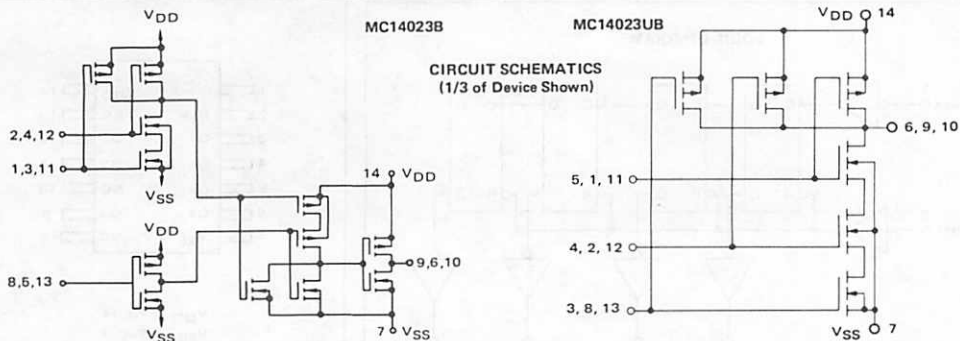 MC14023B
MC14023UB
CIRCUIT SCHEMATICS
(1/3 of Device Shown)
VDD
2,4,12
1,3,11
VSS
VDD
8,5,13
VSS
14 VDD
9,6,10
7 VSS
VDD 14
6, 9, 10
5, 1, 11
4, 2, 12
3, 8, 13
VSS 7